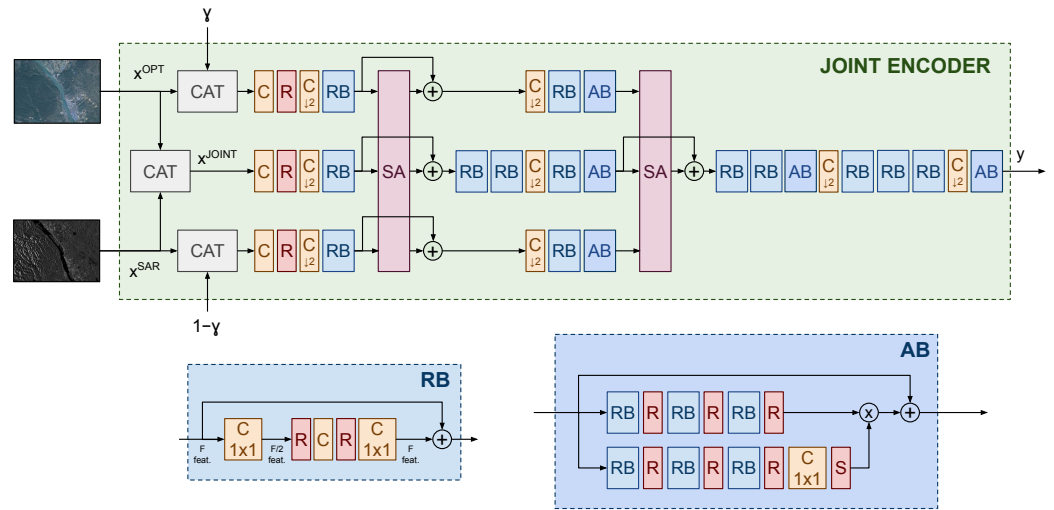 ɣ
JOINT ENCODER
x^OPT
CAT
C
R
C ↓2
RB
C ↓2
RB
AB
CAT
x^JOINT
C
R
C ↓2
RB
SA
RB
RB
C ↓2
RB
AB
SA
RB
RB
AB
C ↓2
RB
RB
RB
C ↓2
AB
y
x^SAR
CAT
C
R
C ↓2
RB
C ↓2
RB
AB
1−ɣ
RB
F feat.
C 1x1
F/2 feat.
R
C
R
C 1x1
F feat.
AB
RB
R
RB
R
RB
R
x
RB
R
RB
R
RB
R
C 1x1
S